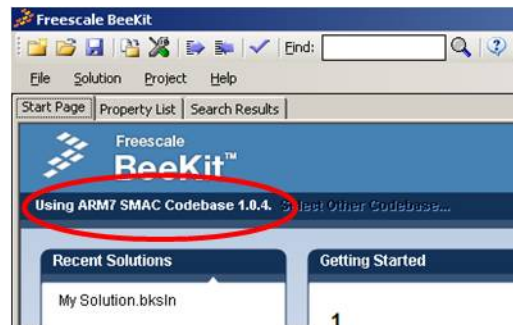 Freescale BeeKit
Find:
File Solution Project Help
Start Page Property List Search Results
Freescale
BeeKit™
Using ARM7 SMAC Codebase 1.0.4. Select Other Codebase...
Recent Solutions Getting Started
My Solution.bksln
1